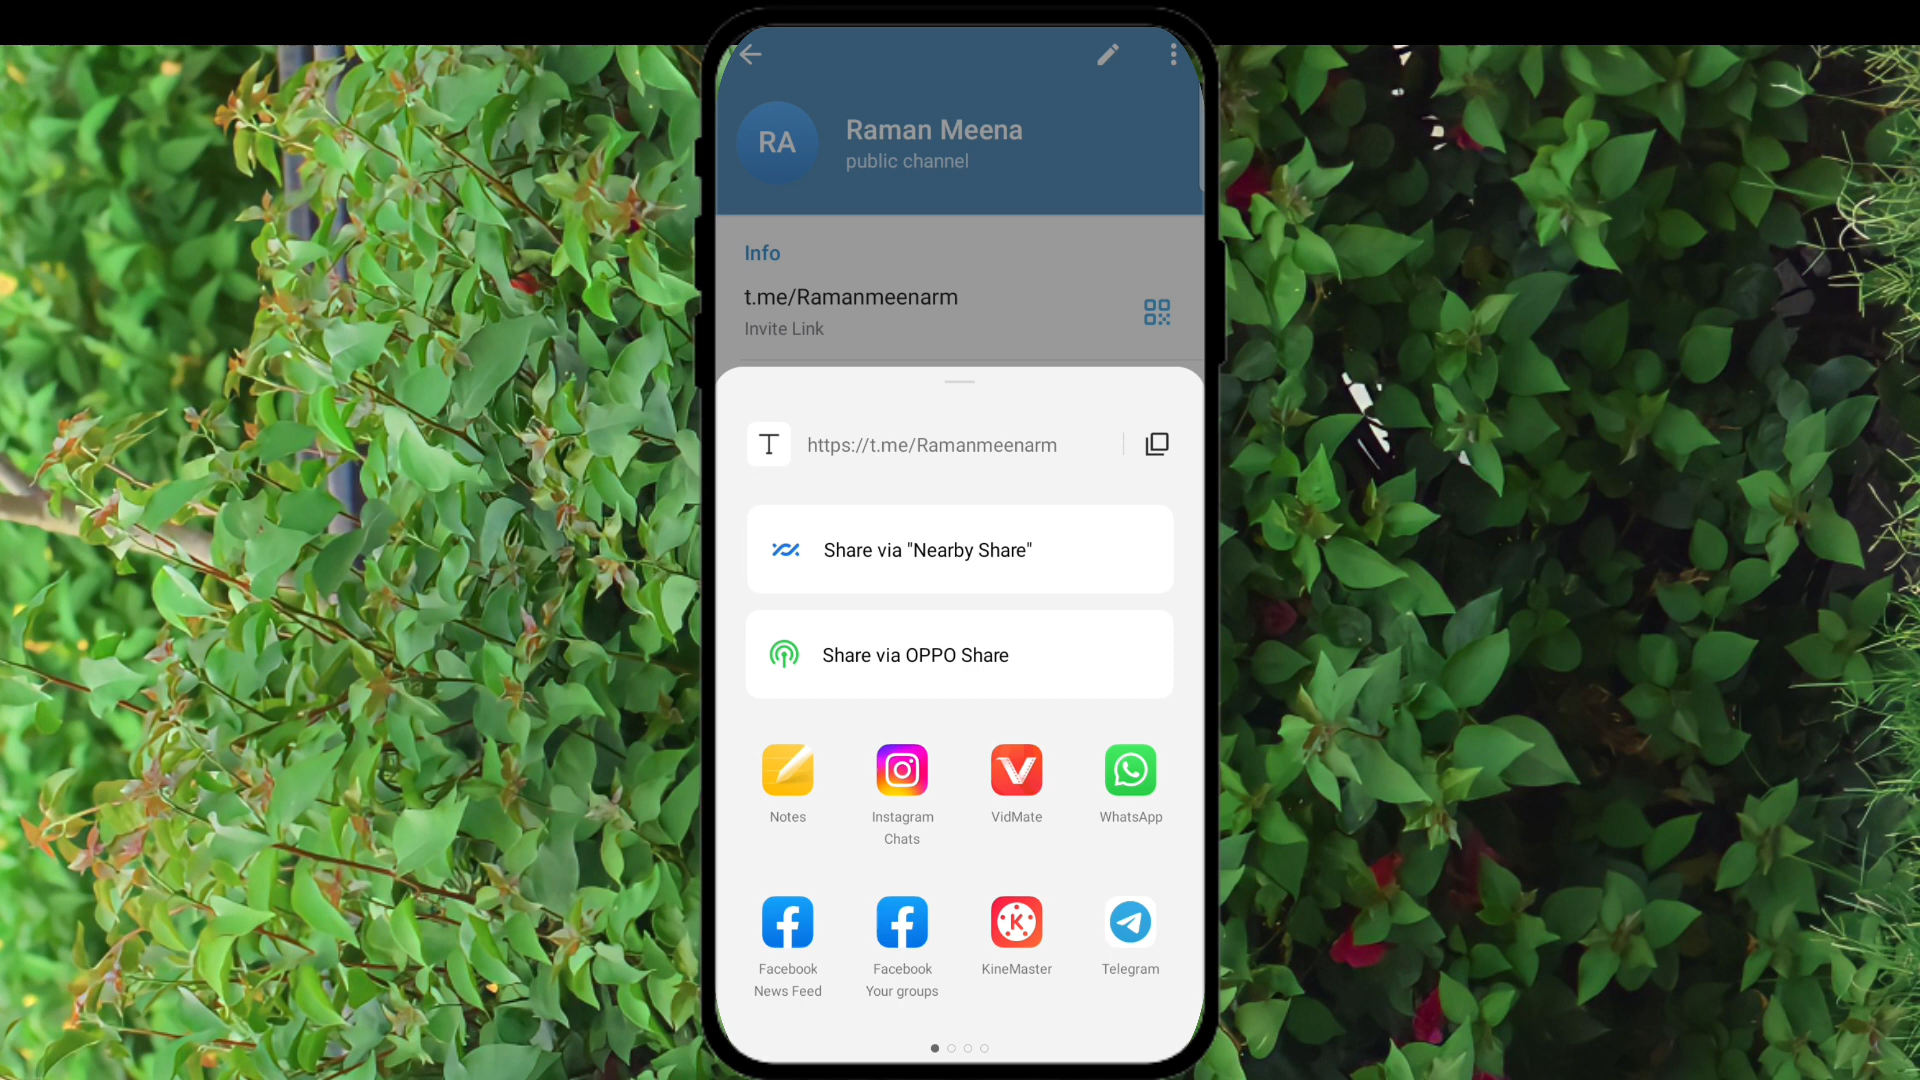 RA
Raman Meena
public channel
Info
t.me/Ramanmeenarm
Invite Link
T https://t.me/Ramanmeenarm
Share via "Nearby Share"
Share via OPPO Share
Notes
Instagram
Chats
VidMate
WhatsApp
K
Facebook
News Feed
Facebook
Your groups
KineMaster
Telegram